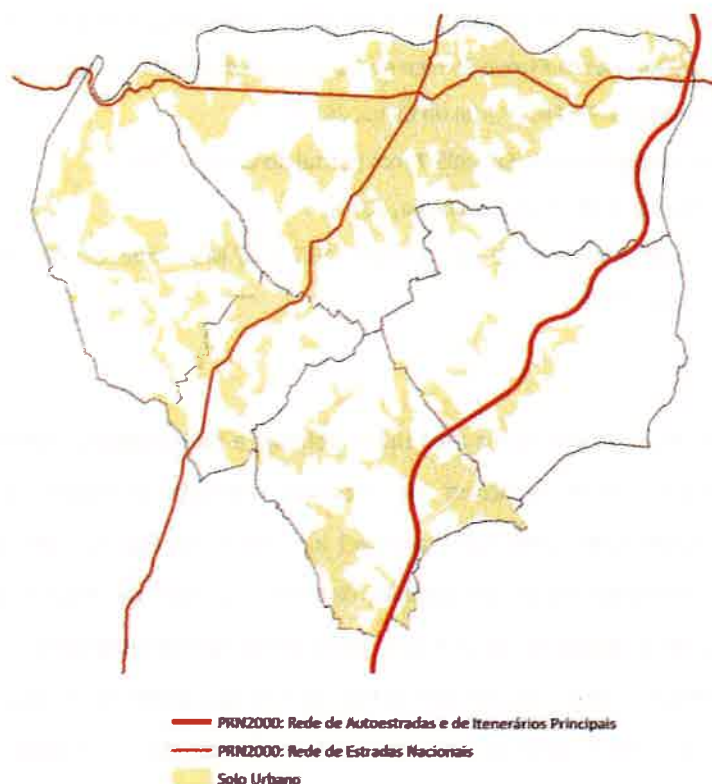 PRN2000: Rede de Autoestradas e de Itenerários Principais
PRN2000: Rede de Estradas Nacionais
Solo Urbano